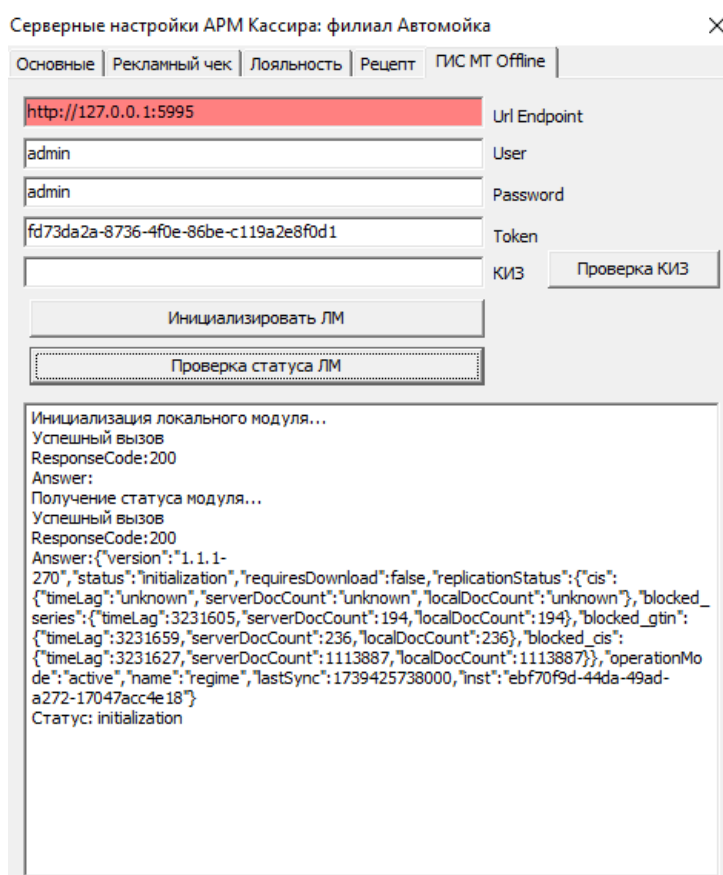 Серверные настройки АРМ Кассира: филиал Автомойка
Основные Рекламный чек Лояльность Рецепт ГИС МТ Offline
http://127.0.0.1:5995 Url Endpoint
admin User
admin Password
fd73da2a-8736-4f0e-86be-c119a2e8f0d1 Token
КИЗ Проверка КИЗ
Инициализировать ЛМ
Проверка статуса ЛМ
Инициализация локального модуля...
Успешный вызов
ResponseCode:200
Answer:
Получение статуса модуля...
Успешный вызов
ResponseCode:200
Answer:{"version":"1.1.1-
270","status":"initialization","requiresDownload":false,"replicationStatus":{"cis":
{"timeLag":"unknown","serverDocCount":"unknown","localDocCount":"unknown"},"blocked_
series":{"timeLag":3231605,"serverDocCount":194,"localDocCount":194},"blocked_gtin":
{"timeLag":3231659,"serverDocCount":236,"localDocCount":236},"blocked_cis":
{"timeLag":3231627,"serverDocCount":1113887,"localDocCount":1113887}},"operationMo
de":"active","name":"regime","lastSync":1739425738000,"inst":"ebf70f9d-44da-49ad-
a272-17047acc4e18"}
Статус: initialization